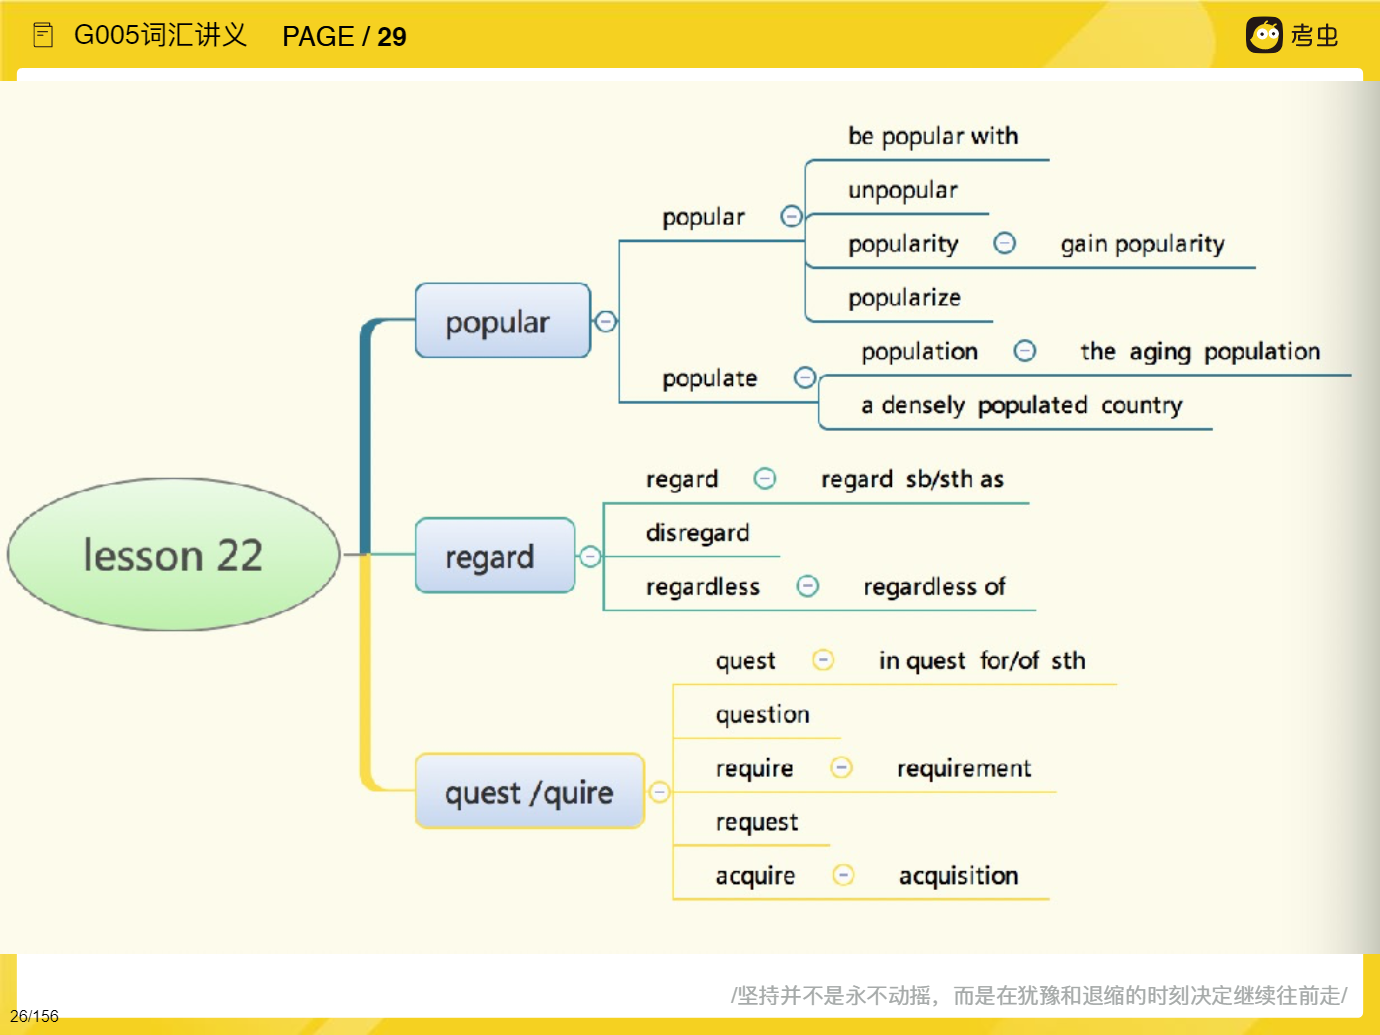 G005词汇讲义 PAGE / 29
考虫
be popular with
unpopular
popular
popularity gain popularity
popularize
popular
population the aging population
populate
a densely populated country
regard regard sb/sth as
disregard
lesson 22
regard
regardless regardless of
quest in quest for/of sth
question
require requirement
quest /quire
request
acquire acquisition
/坚持并不是永不动摇，而是在犹豫和退缩的时刻决定继续往前走/
26/156